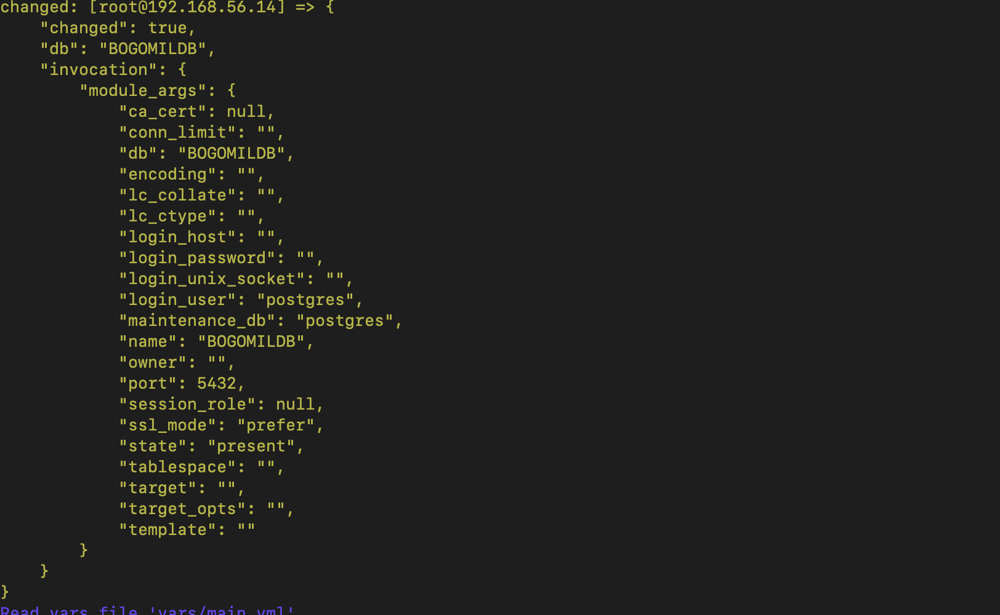 changed: [root@192.168.56.14] => {
    "changed": true,
    "db": "BOGOMILDB",
    "invocation": {
        "module_args": {
            "ca_cert": null,
            "conn_limit": "",
            "db": "BOGOMILDB",
            "encoding": "",
            "lc_collate": "",
            "lc_ctype": "",
            "login_host": "",
            "login_password": "",
            "login_unix_socket": "",
            "login_user": "postgres",
            "maintenance_db": "postgres",
            "name": "BOGOMILDB",
            "owner": "",
            "port": 5432,
            "session_role": null,
            "ssl_mode": "prefer",
            "state": "present",
            "tablespace": "",
            "target": "",
            "target_opts": "",
            "template": ""
        }
    }
}
Read vars_file 'vars/main.yml'